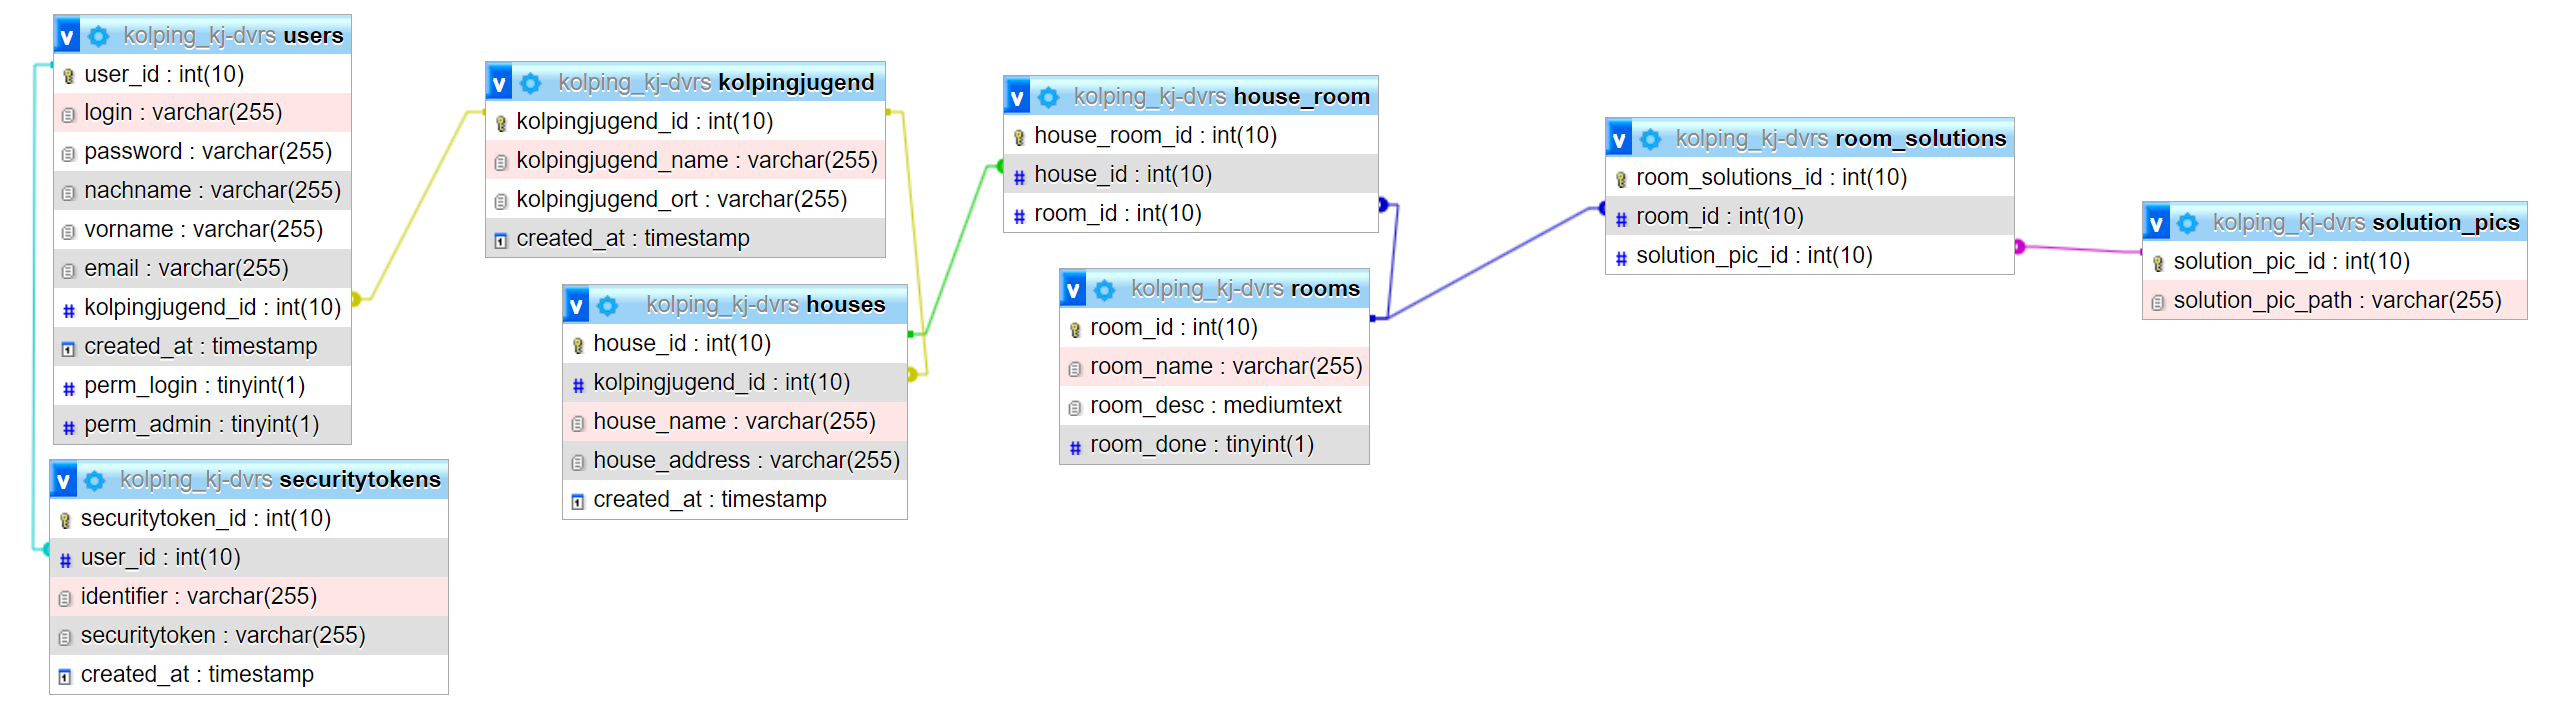 kolping_kj-dvrs users
user_id : int(10)
login : varchar(255)
password : varchar(255)
nachname : varchar(255)
vorname : varchar(255)
email : varchar(255)
kolpingjugend_id : int(10)
created_at : timestamp
perm_login : tinyint(1)
perm_admin : tinyint(1)
kolping_kj-dvrs securitytokens
securitytoken_id : int(10)
user_id : int(10)
identifier : varchar(255)
securitytoken : varchar(255)
created_at : timestamp
kolping_kj-dvrs kolpingjugend
kolpingjugend_id : int(10)
kolpingjugend_name : varchar(255)
kolpingjugend_ort : varchar(255)
created_at : timestamp
kolping_kj-dvrs houses
house_id : int(10)
kolpingjugend_id : int(10)
house_name : varchar(255)
house_address : varchar(255)
created_at : timestamp
kolping_kj-dvrs house_room
house_room_id : int(10)
house_id : int(10)
room_id : int(10)
kolping_kj-dvrs rooms
room_id : int(10)
room_name : varchar(255)
room_desc : mediumtext
room_done : tinyint(1)
kolping_kj-dvrs room_solutions
room_solutions_id : int(10)
room_id : int(10)
solution_pic_id : int(10)
kolping_kj-dvrs solution_pics
solution_pic_id : int(10)
solution_pic_path : varchar(255)